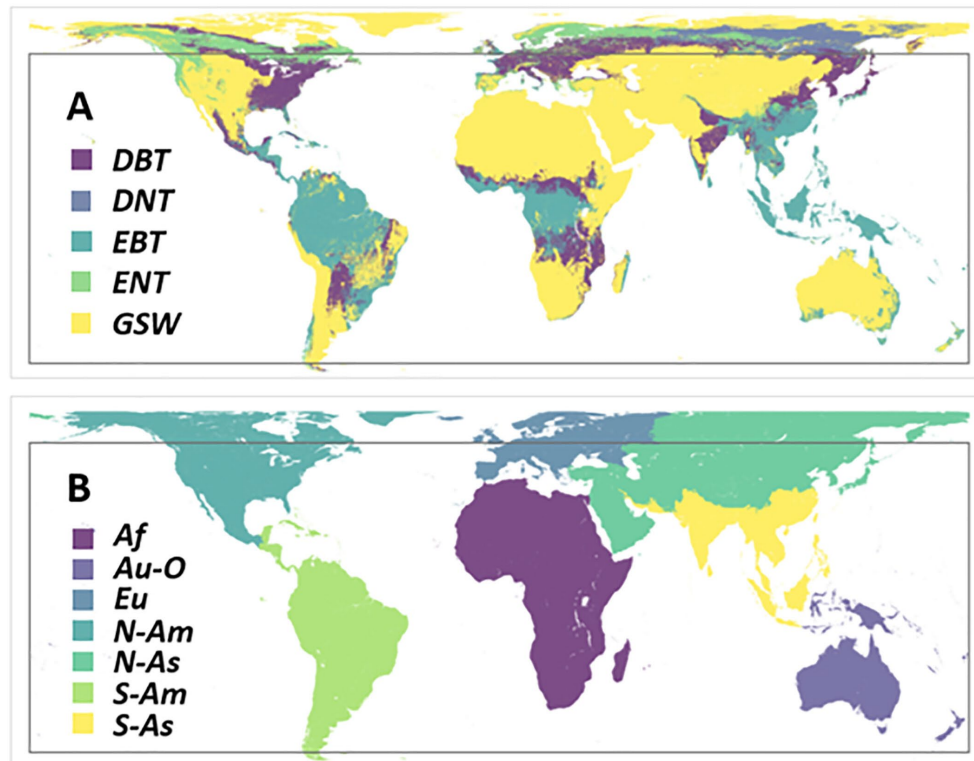 A
DBT
DNT
EBT
ENT
GSW
B
Af
Au-O
Eu
N-Am
N-As
S-Am
S-As